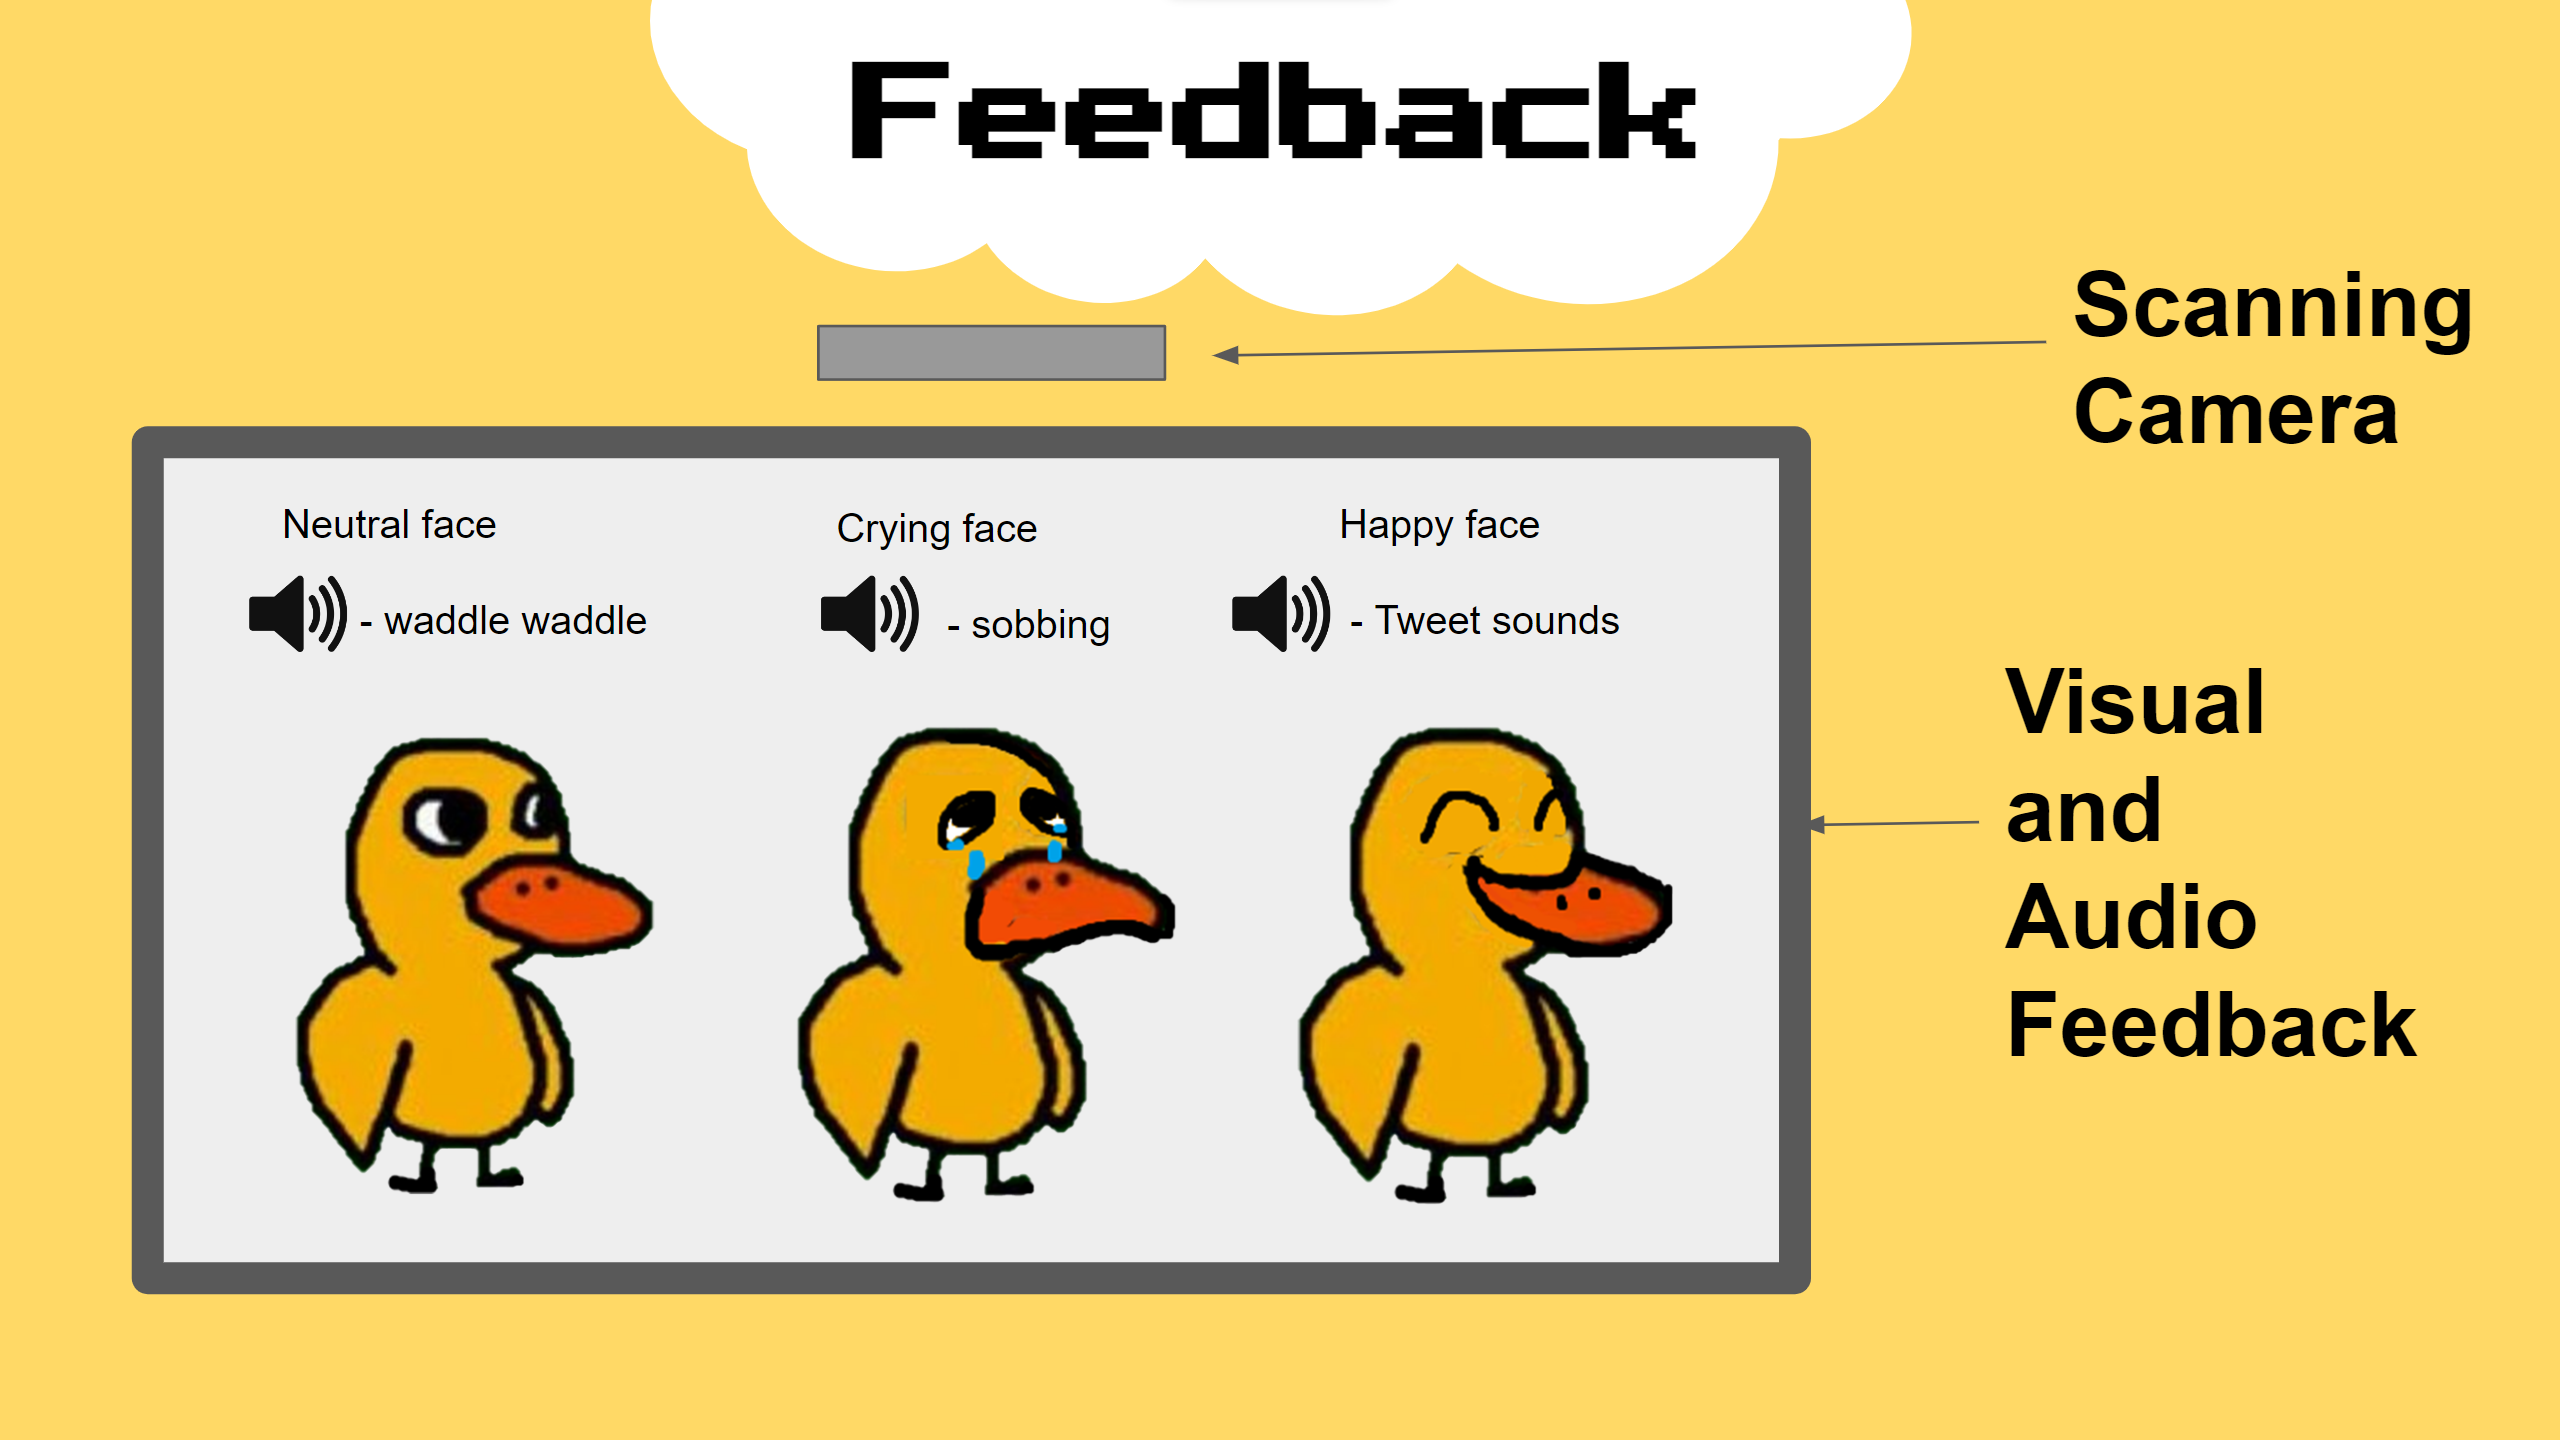 Feedback
Scanning
Camera
Neutral face
- waddle waddle
Crying face
- sobbing
Happy face
- Tweet sounds
Visual
and
Audio
Feedback